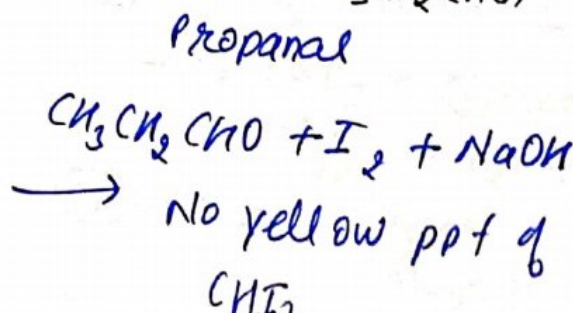 Propanal
CH₃CH₂CHO + I₂ + NaOH
⟶ No yellow ppt of
CHI₃